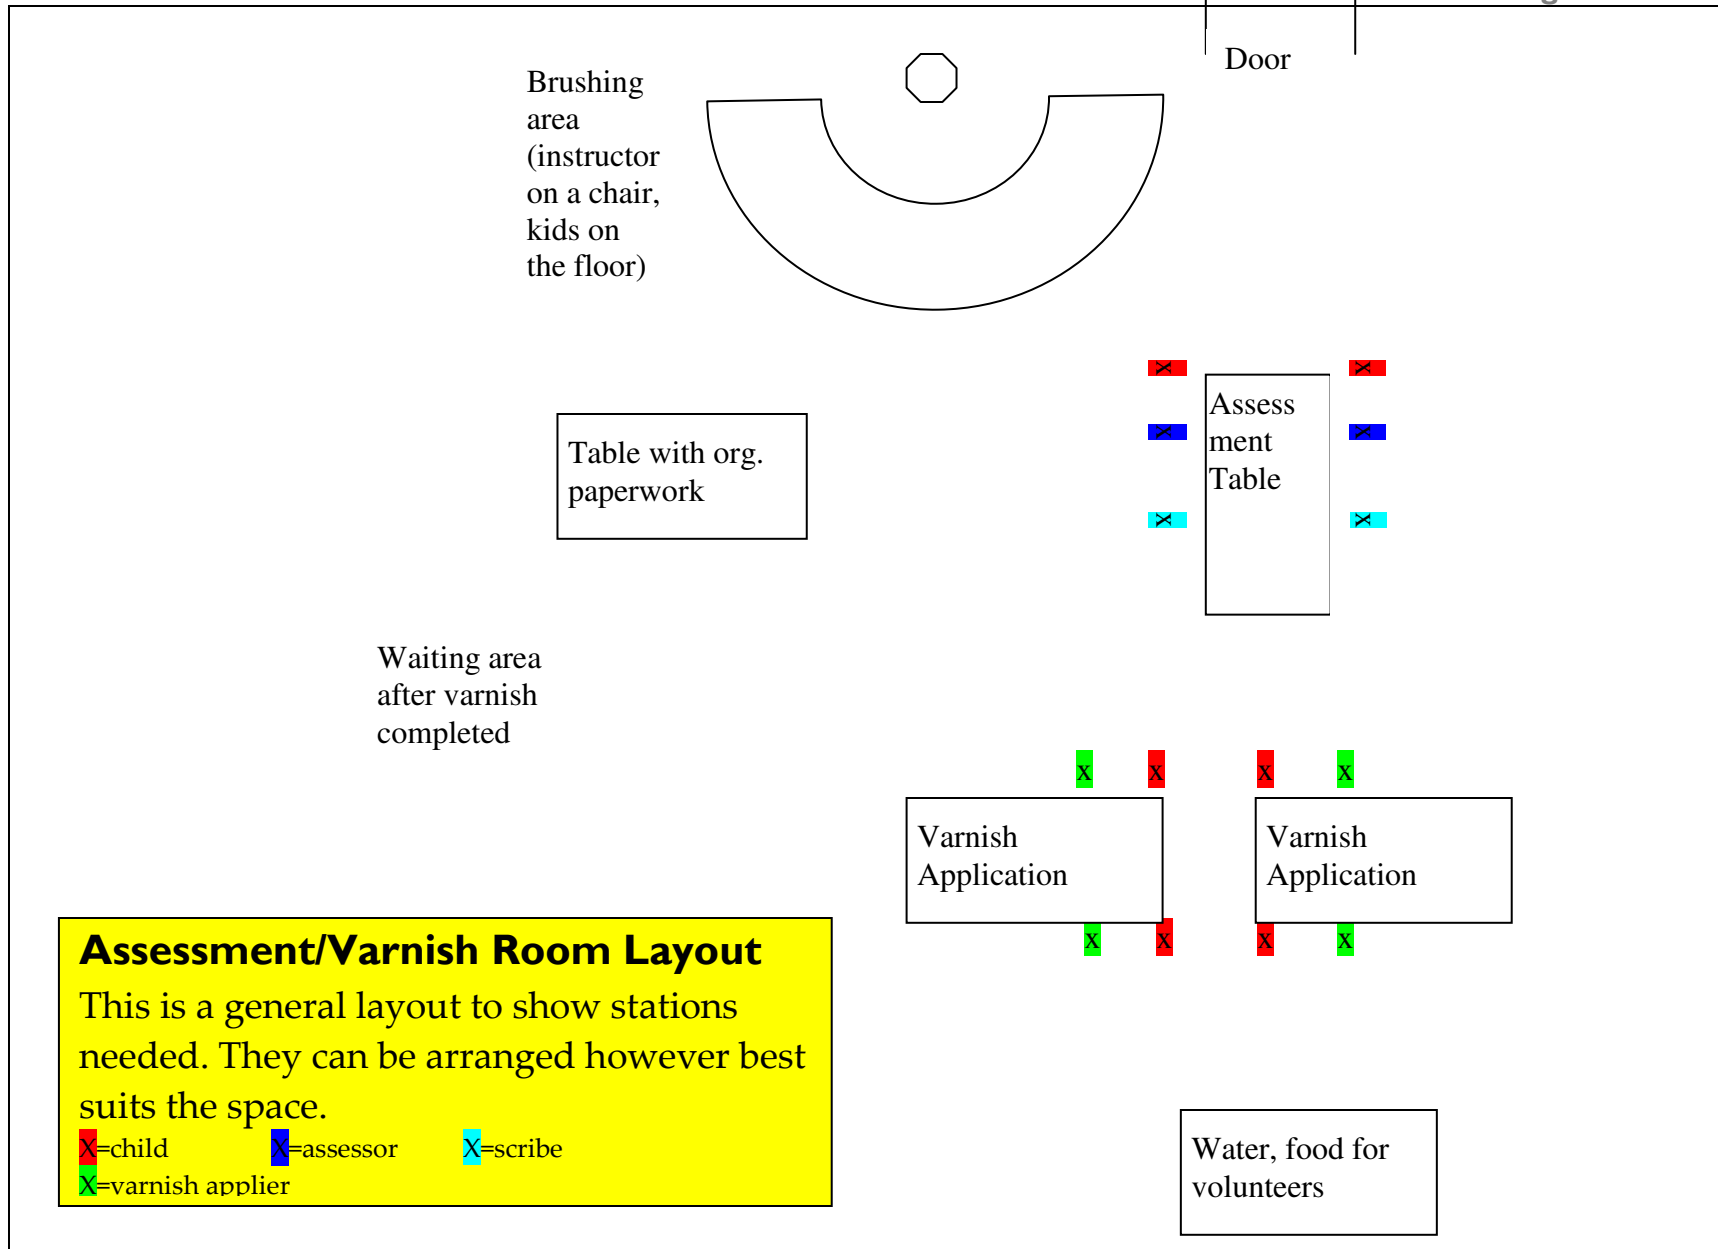 Door
Brushing
area
(instructor
on a chair,
kids on
the floor)
X X
Assess
ment
Table
X X
Table with org.
paperwork
X X
Waiting area
after varnish
completed
x x x x
Varnish
Application
Varnish
Application
x x x x
Assessment/Varnish Room Layout
This is a general layout to show stations
needed. They can be arranged however best
suits the space.
X=child X=assessor X=scribe
X=varnish applier
Water, food for
volunteers